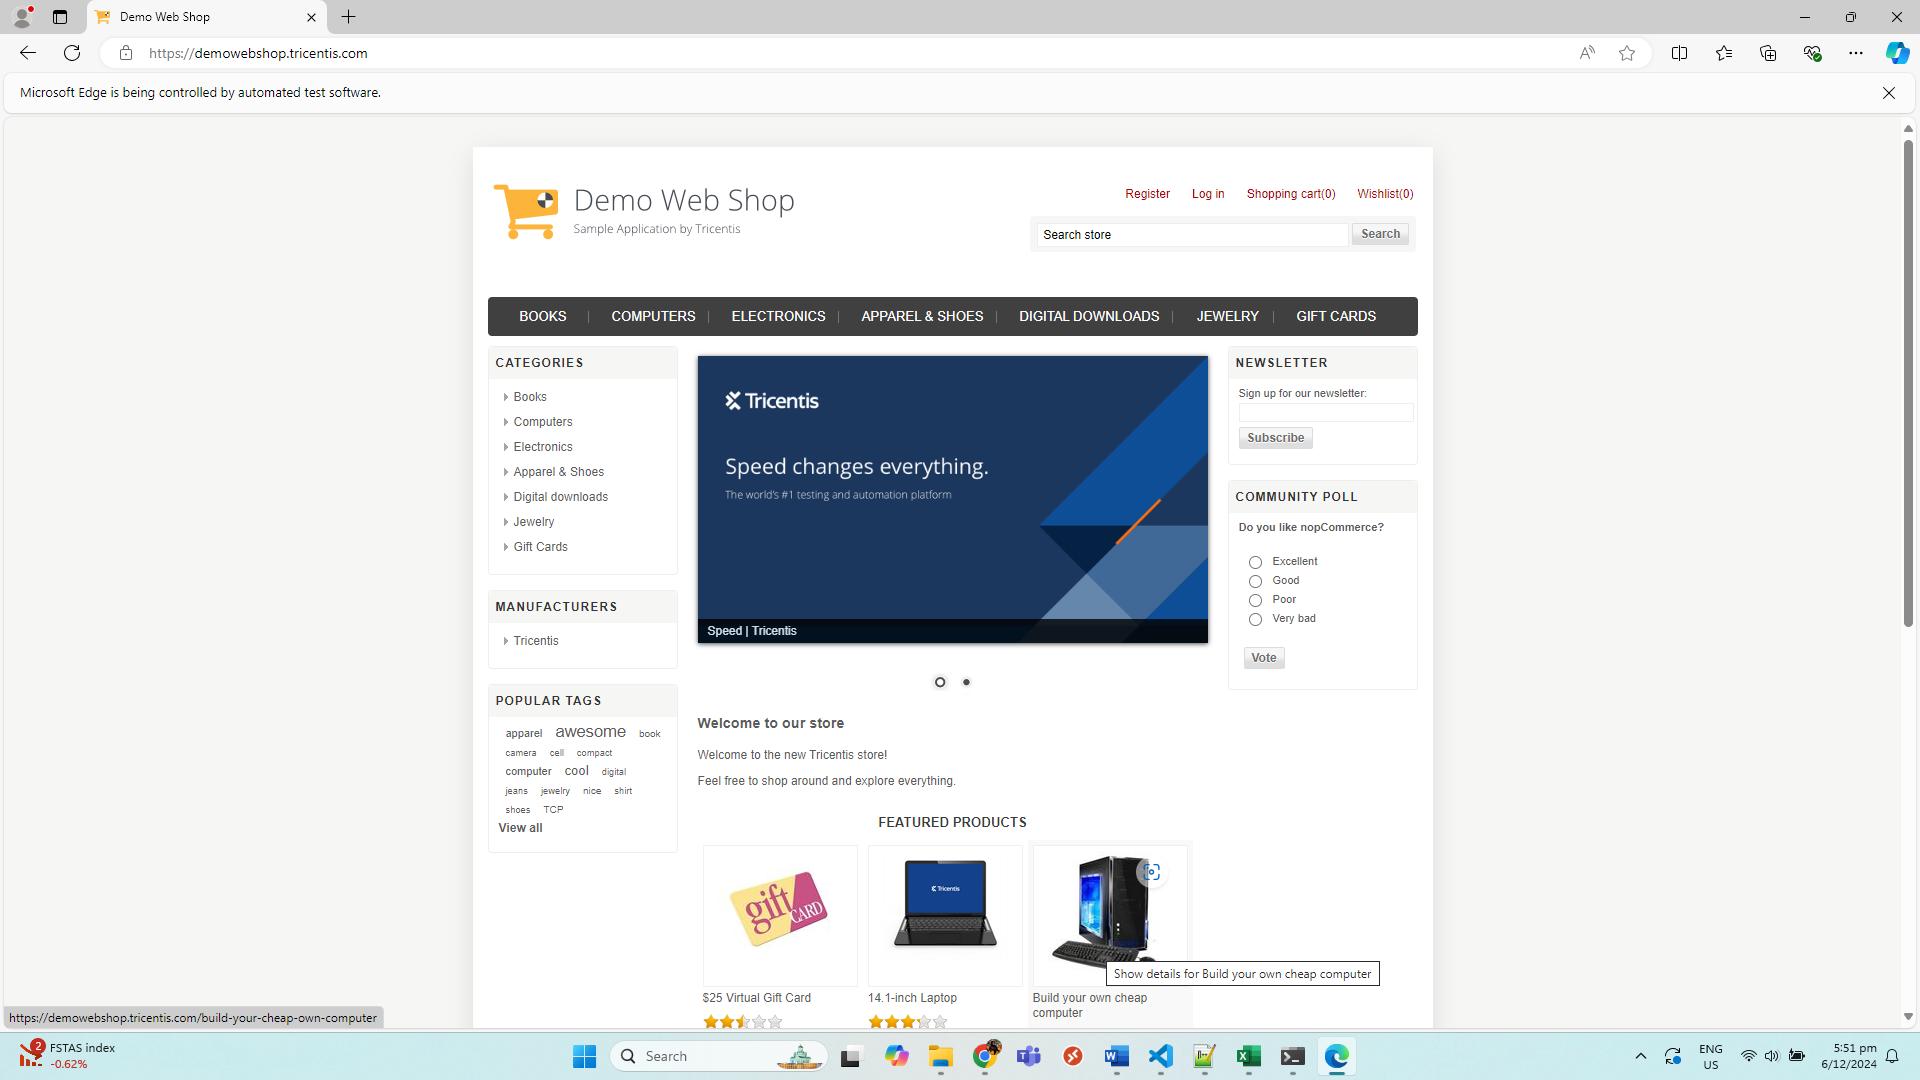 Demo Web Shop
https://demowebshop.tricentis.com
Microsoft Edge is being controlled by automated test software.
Demo Web Shop
Sample Application by Tricentis
Register Log in Shopping cart(0) Wishlist(0)
Search store Search
BOOKS COMPUTERS ELECTRONICS APPAREL & SHOES DIGITAL DOWNLOADS JEWELRY GIFT CARDS
CATEGORIES
Books
Computers
Electronics
Apparel & Shoes
Digital downloads
Jewelry
Gift Cards
MANUFACTURERS
Tricentis
POPULAR TAGS
apparel awesome book
camera cell compact
computer cool digital
jeans jewelry nice shirt
shoes TCP
View all
Tricentis
Speed changes everything.
The world's #1 testing and automation platform
Speed | Tricentis
Welcome to our store
Welcome to the new Tricentis store!
Feel free to shop around and explore everything.
FEATURED PRODUCTS
gift CARD
Tricentis
$25 Virtual Gift Card
14.1-inch Laptop
Build your own cheap
computer
Show details for Build your own cheap computer
NEWSLETTER
Sign up for our newsletter:
Subscribe
COMMUNITY POLL
Do you like nopCommerce?
Excellent
Good
Poor
Very bad
Vote
https://demowebshop.tricentis.com/build-your-cheap-own-computer
2
FSTAS index
-0.62%
Search
ENG
US
5:51 pm
6/12/2024